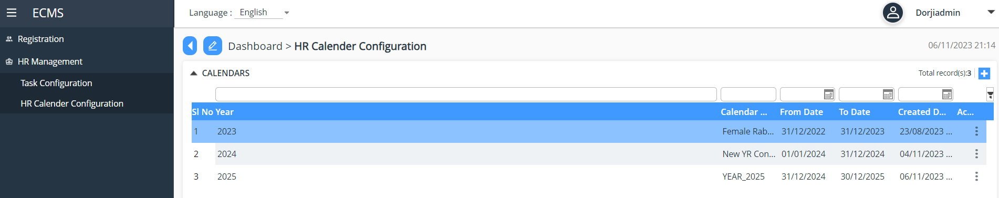 ECMS
Language : English
Dorjiadmin
Registration
HR Management
Task Configuration
HR Calender Configuration
Dashboard > HR Calender Configuration
06/11/2023 21:14
CALENDARS
Total record(s):3
Sl No Year Calendar ... From Date To Date Created D... Ac...
1 2023 Female Rab... 31/12/2022 31/12/2023 23/08/2023 ...
2 2024 New YR Con... 01/01/2024 31/12/2024 04/11/2023 ...
3 2025 YEAR_2025 31/12/2024 30/12/2025 06/11/2023 ...